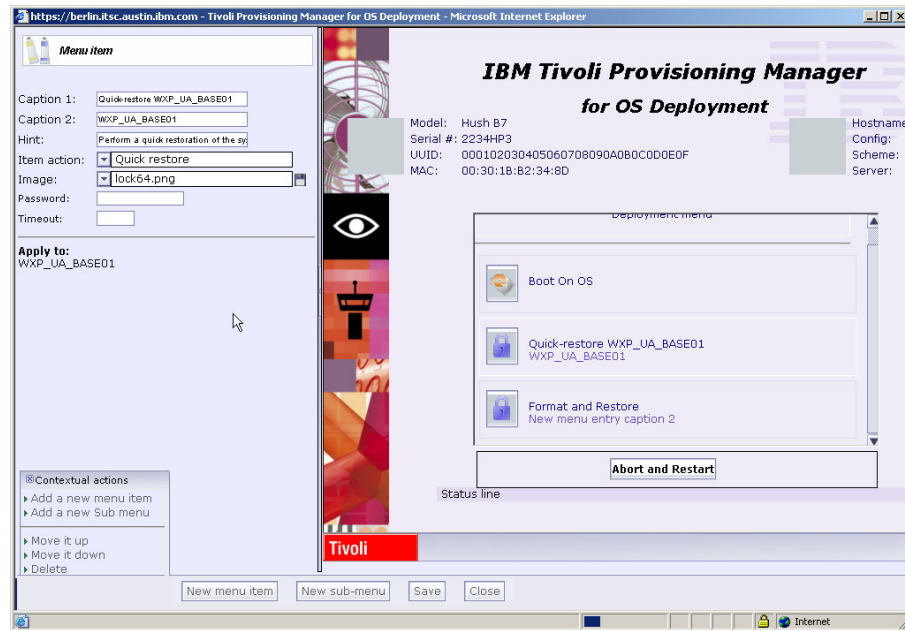 https://berlin.itsc.austin.ibm.com - Tivoli Provisioning Manager for OS Deployment - Microsoft Internet Explorer
Menu item
Caption 1: Quick-restore WXP_UA_BASE01
Caption 2: WXP_UA_BASE01
Hint: Perform a quick restoration of the sy
Item action: Quick restore
Image: lock64.png
Password:
Timeout:
Apply to:
WXP_UA_BASE01
Contextual actions
Add a new menu item
Add a new Sub menu
Move it up
Move it down
Delete
IBM Tivoli Provisioning Manager
for OS Deployment
Model: Hush B7
Serial #: 2234HP3
UUID: 000102030405060708090A0B0C0D0E0F
MAC: 00:30:1B:B2:34:8D
Hostname
Config:
Scheme:
Server:
Deployment menu
Boot On OS
Quick-restore WXP_UA_BASE01
WXP_UA_BASE01
Format and Restore
New menu entry caption 2
Abort and Restart
Status line
Tivoli
New menu item New sub-menu Save Close
Internet